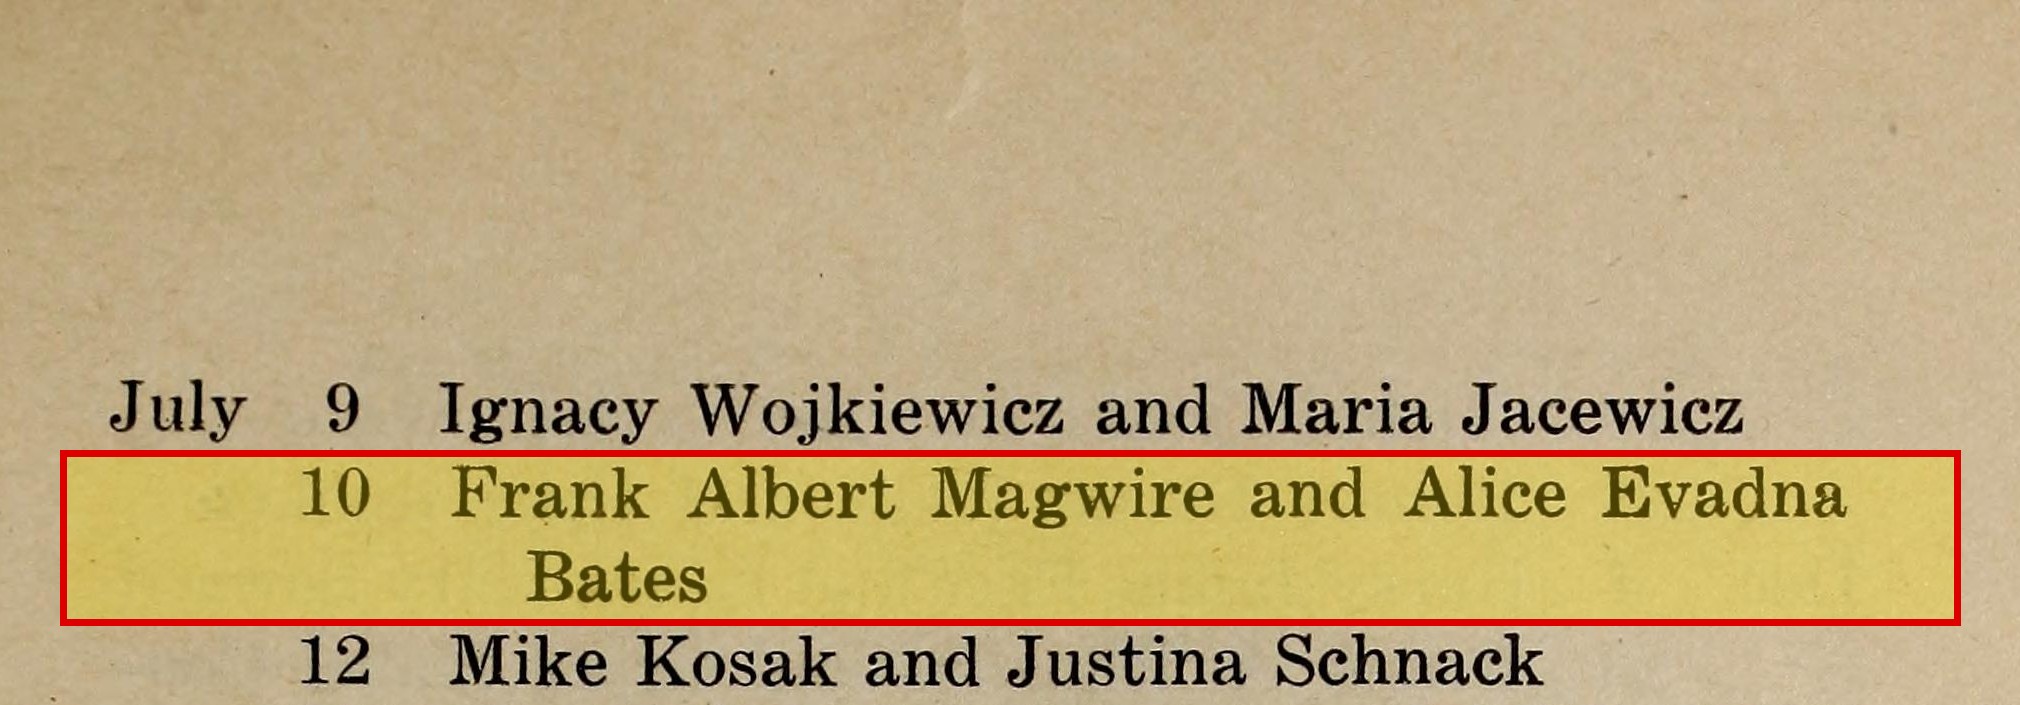 July 9 Ignacy Wojkiewicz and Maria Jacewicz
10 Frank Albert Magwire and Alice Evadna
Bates
12 Mike Kosak and Justina Schnack